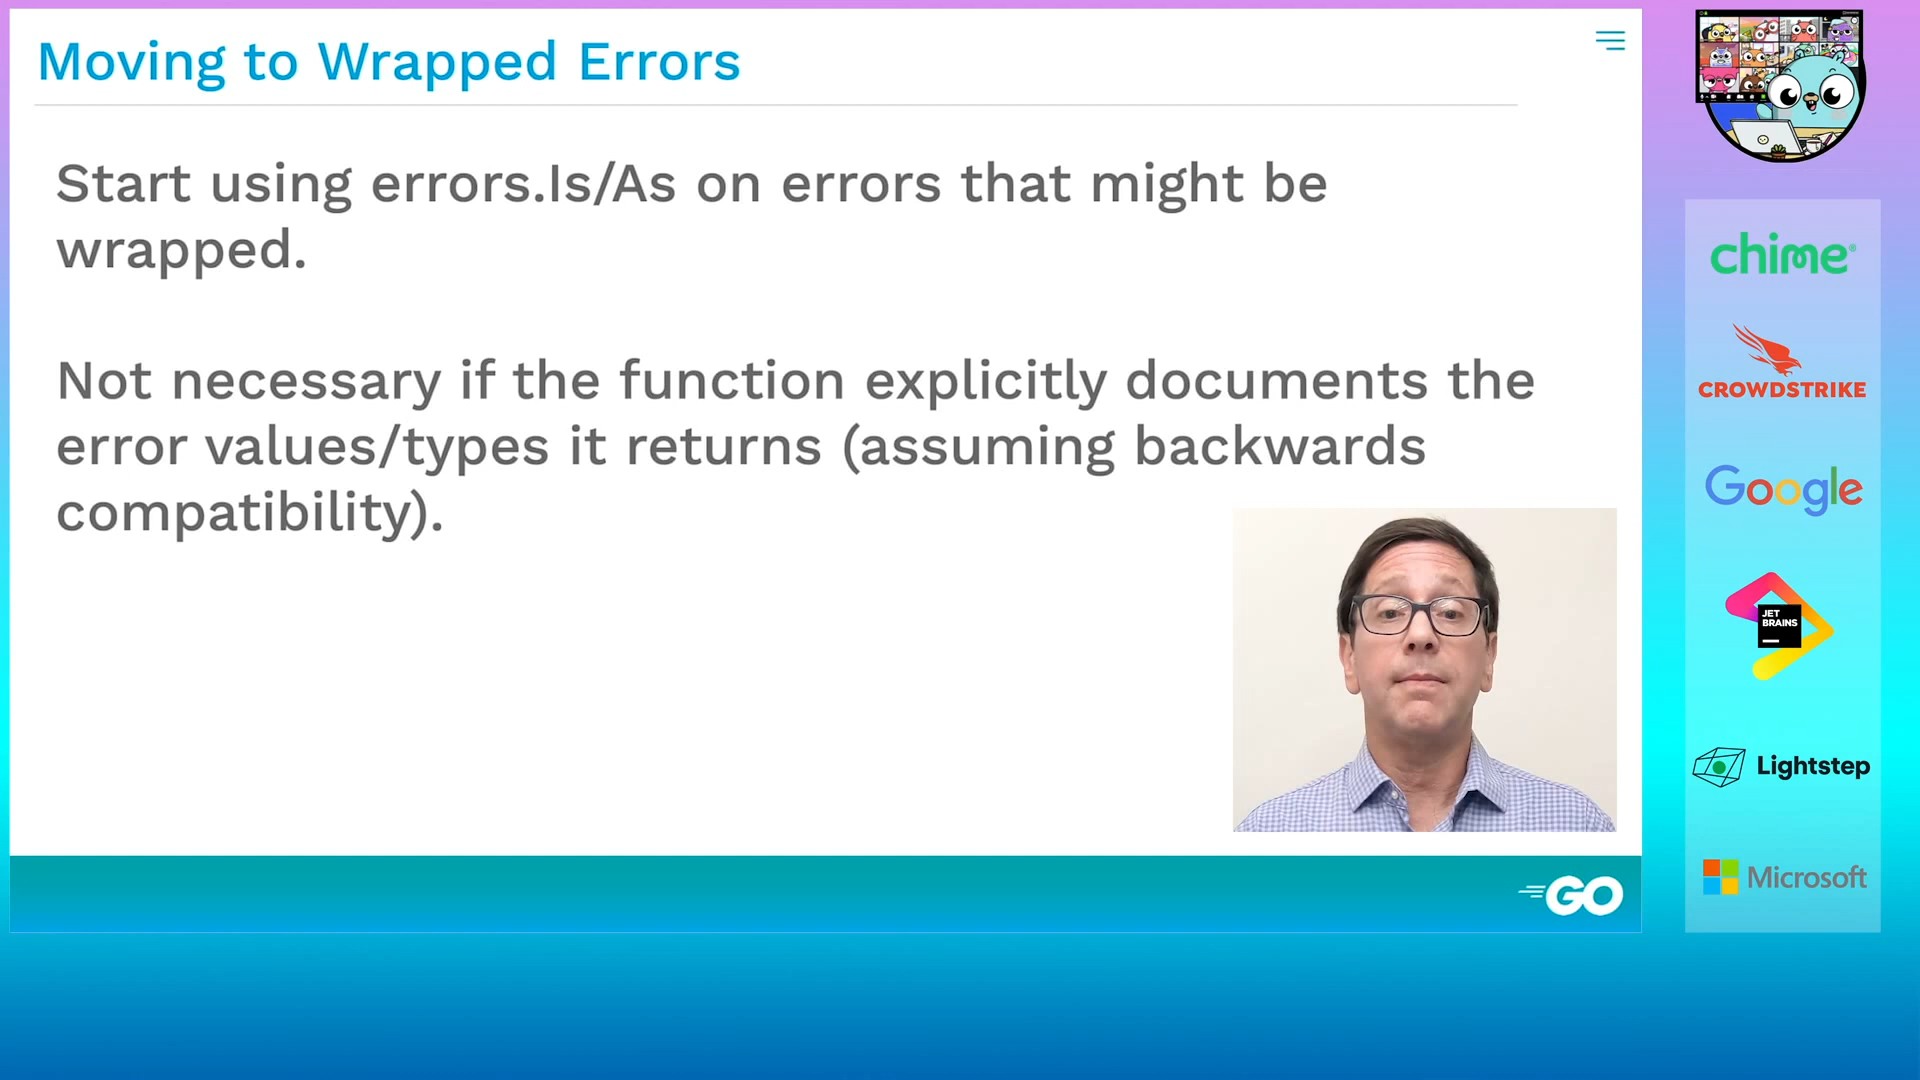 Moving to Wrapped Errors
Start using errors.Is/As on errors that might be
wrapped.
Not necessary if the function explicitly documents the
error values/types it returns (assuming backwards
compatibility).
GO
chime®
CROWDSTRIKE
Google
JET
BRAINS
Lightstep
Microsoft